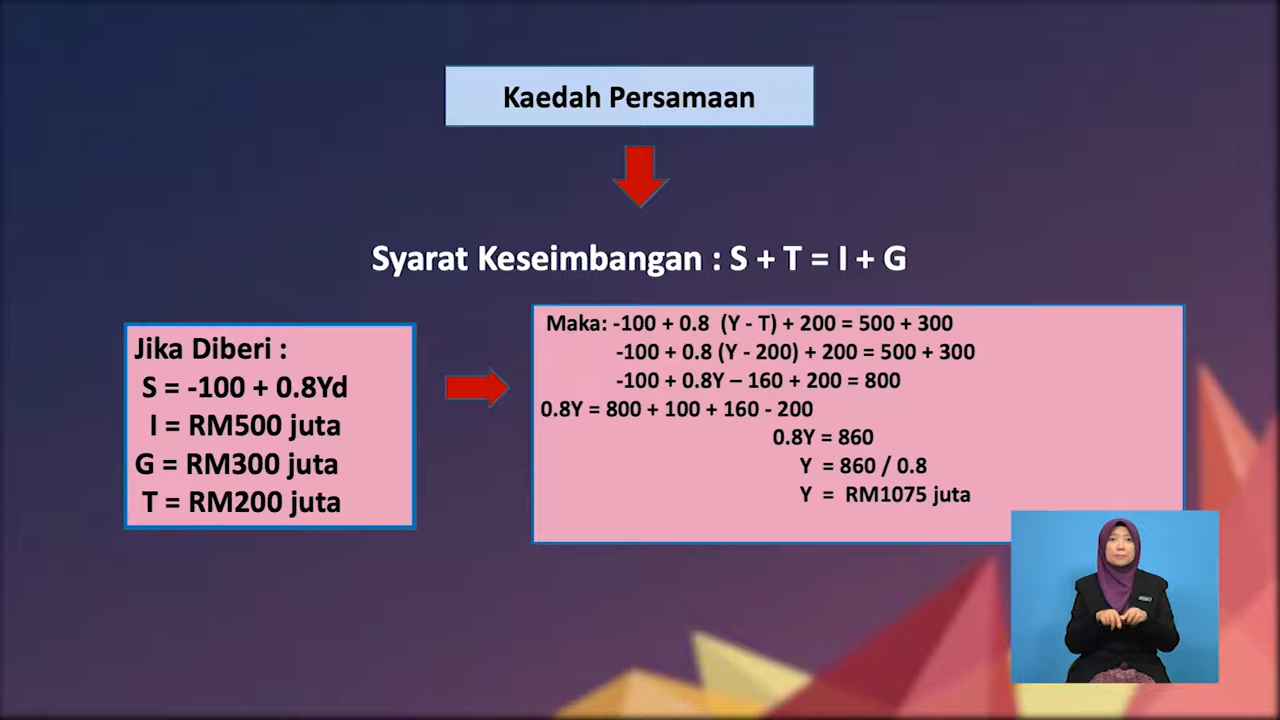 Kaedah Persamaan
Syarat Keseimbangan : S + T = I + G
Jika Diberi :
S = -100 + 0.8Yd
I = RM500 juta
G = RM300 juta
T = RM200 juta
Maka: -100 + 0.8 (Y - T) + 200 = 500 + 300
-100 + 0.8 (Y - 200) + 200 = 500 + 300
-100 + 0.8Y – 160 + 200 = 800
0.8Y = 800 + 100 + 160 - 200
0.8Y = 860
Y = 860 / 0.8
Y = RM1075 juta